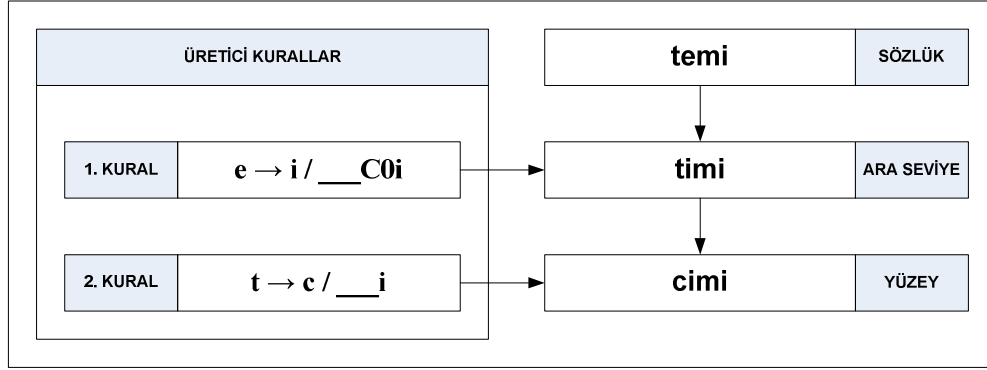 ÜRETİCİ KURALLAR
temi
SÖZLÜK
1. KURAL
e → i / ___C0i
timi
ARA SEVİYE
2. KURAL
t → c / ___i
cimi
YÜZEY